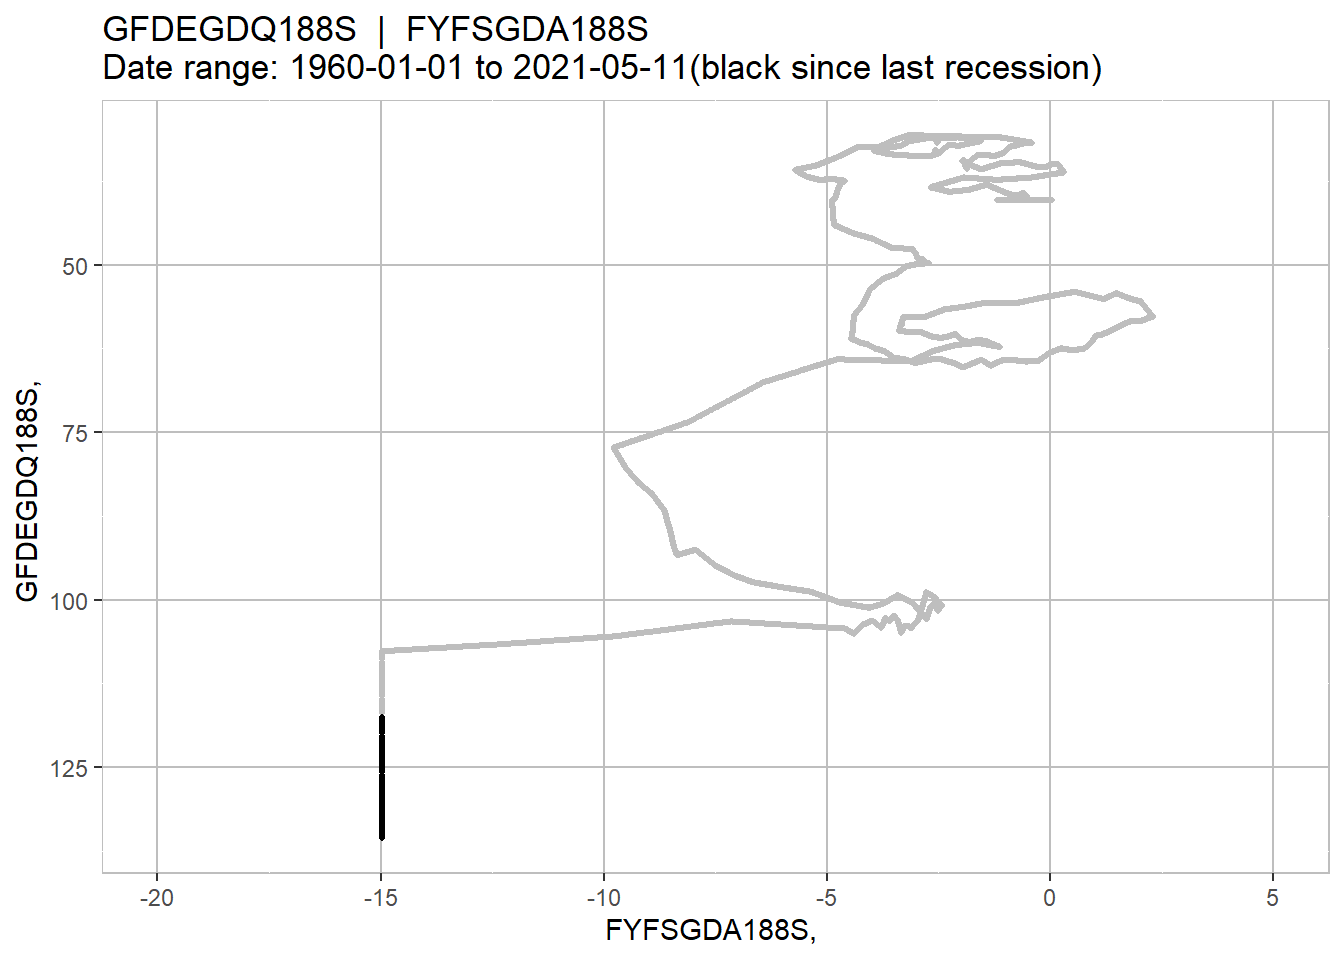 GFDEGDQ188S | FYFSGDA188S
Date range: 1960-01-01 to 2021-05-11(black since last recession)
GFDEGDQ188S,
50
75
100
125
-20
-15
-10
-5
0
5
FYFSGDA188S,